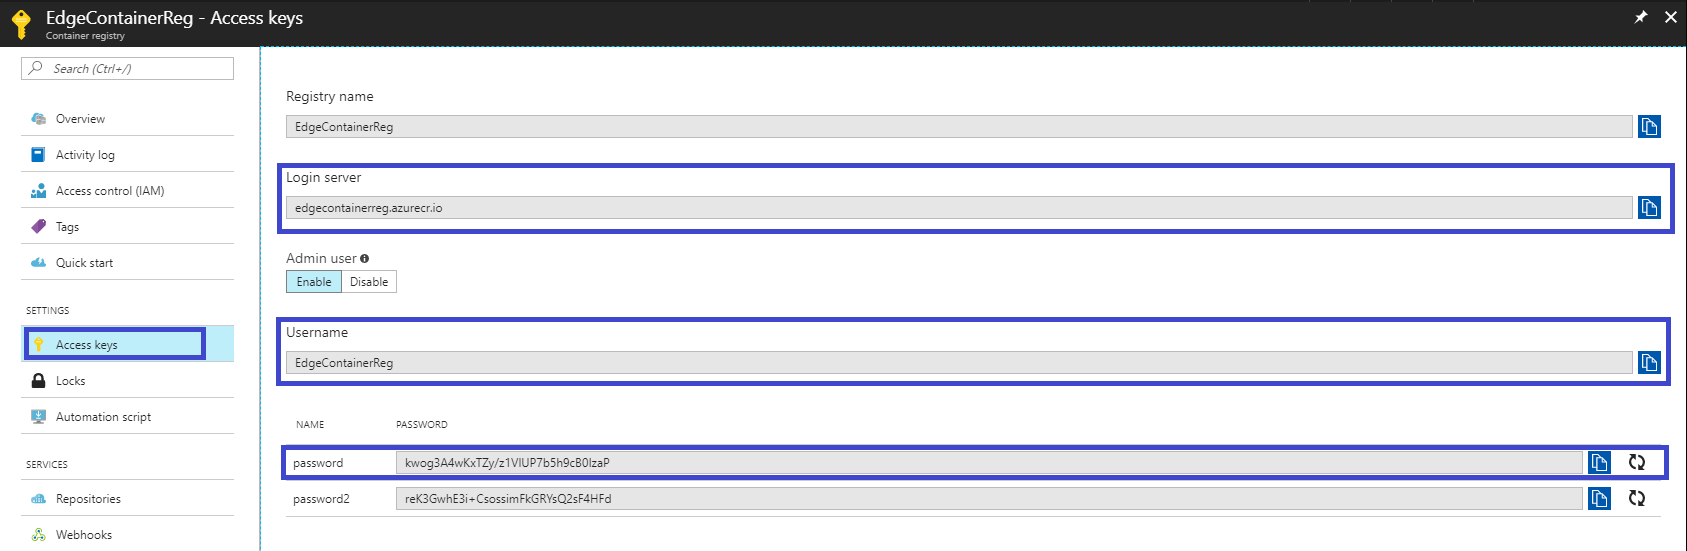 EdgeContainerReg - Access keys
Container registry
Search (Ctrl+/)
Overview
Activity log
Access control (IAM)
Tags
Quick start
SETTINGS
Access keys
Locks
Automation script
SERVICES
Repositories
Webhooks
Registry name
EdgeContainerReg
Login server
edgecontainerreg.azurecr.io
Admin user
Enable Disable
Username
EdgeContainerReg
NAME PASSWORD
password kwog3A4wKxTZy/z1VIUP7b5h9cB0IzaP
password2 reK3GwhE3i+CsossimFkGRYsQ2sF4HFd